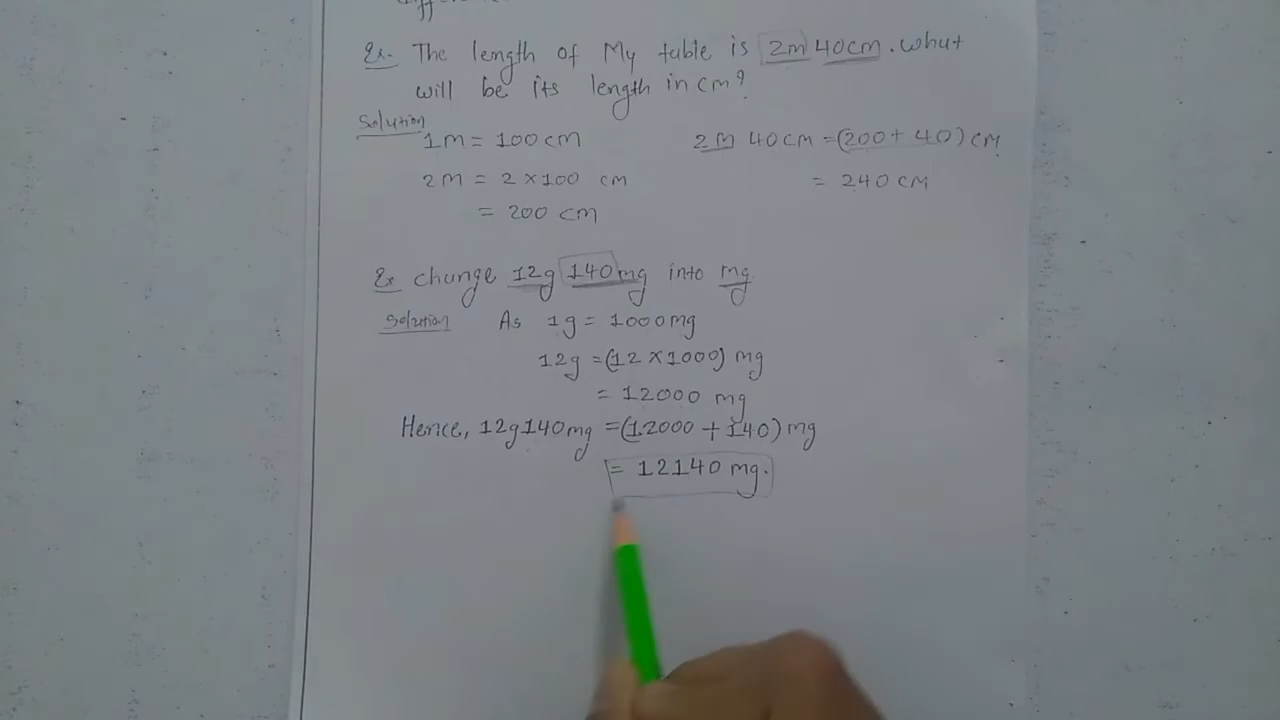 Ex- The length of My table is 2m 40cm. what
will be its length in cm?
Solution
1m = 100 cm
2m = 2 × 100 cm
= 200 cm
2m 40cm = (200 + 40) cm
= 240 cm
Ex change 12g 140mg into mg
Solution As 1g = 1000mg
12g = (12 × 1000) mg
= 12000 mg
Hence, 12g140mg = (12000 + 140) mg
= 12140 mg.